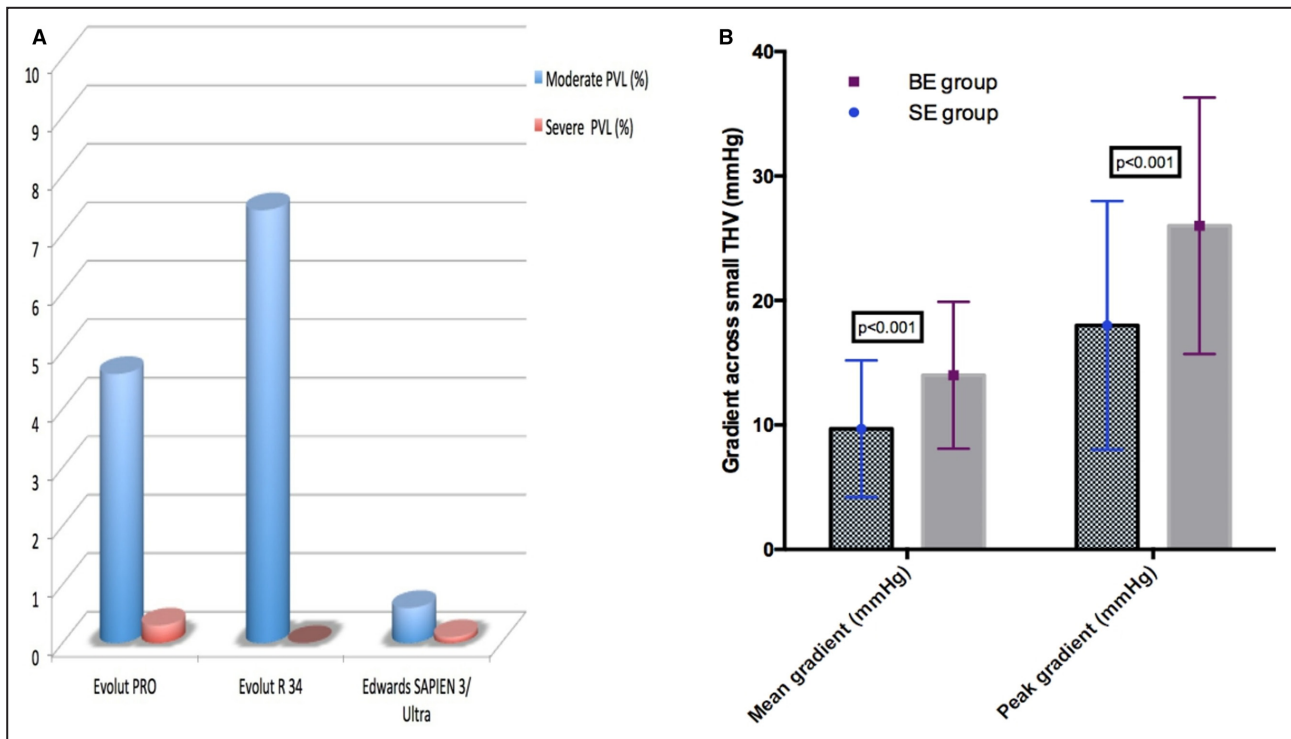 A
10
9
8
7
6
5
4
3
2
1
0
Moderate PVL (%)
Severe PVL (%)
Evolut PRO
Evolut R 34
Edwards SAPIEN 3/
Ultra
B
Gradient across small THV (mmHg)
40
30
20
10
0
BE group
SE group
p<0.001
p<0.001
Mean gradient (mmHg)
Peak gradient (mmHg)